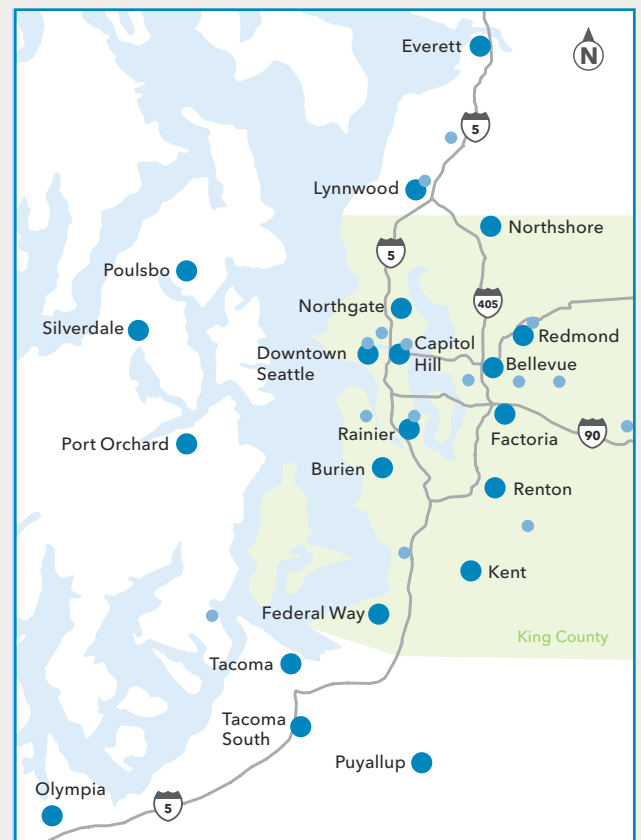 Everett
N
5
Lynnwood
Northshore
5
Poulsbo
405
Northgate
Silverdale
Redmond
Capitol
Hill
Downtown
Seattle
Bellevue
Rainier
Port Orchard
Factoria
90
Burien
Renton
Kent
Federal Way
King County
Tacoma
Tacoma
South
Puyallup
Olympia
5